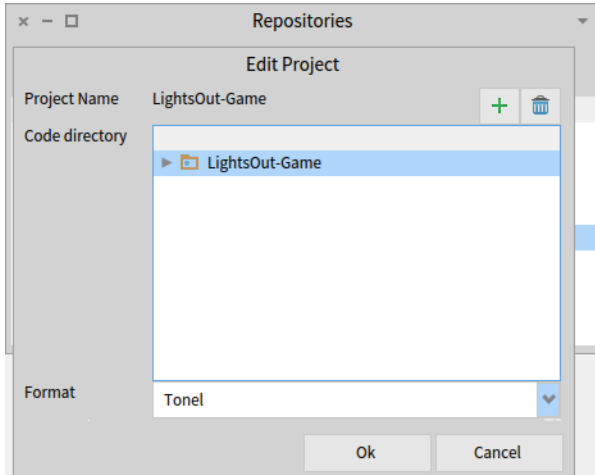 Repositories
Edit Project
Project Name LightsOut-Game
Code directory
LightsOut-Game
Format Tonel
Ok Cancel